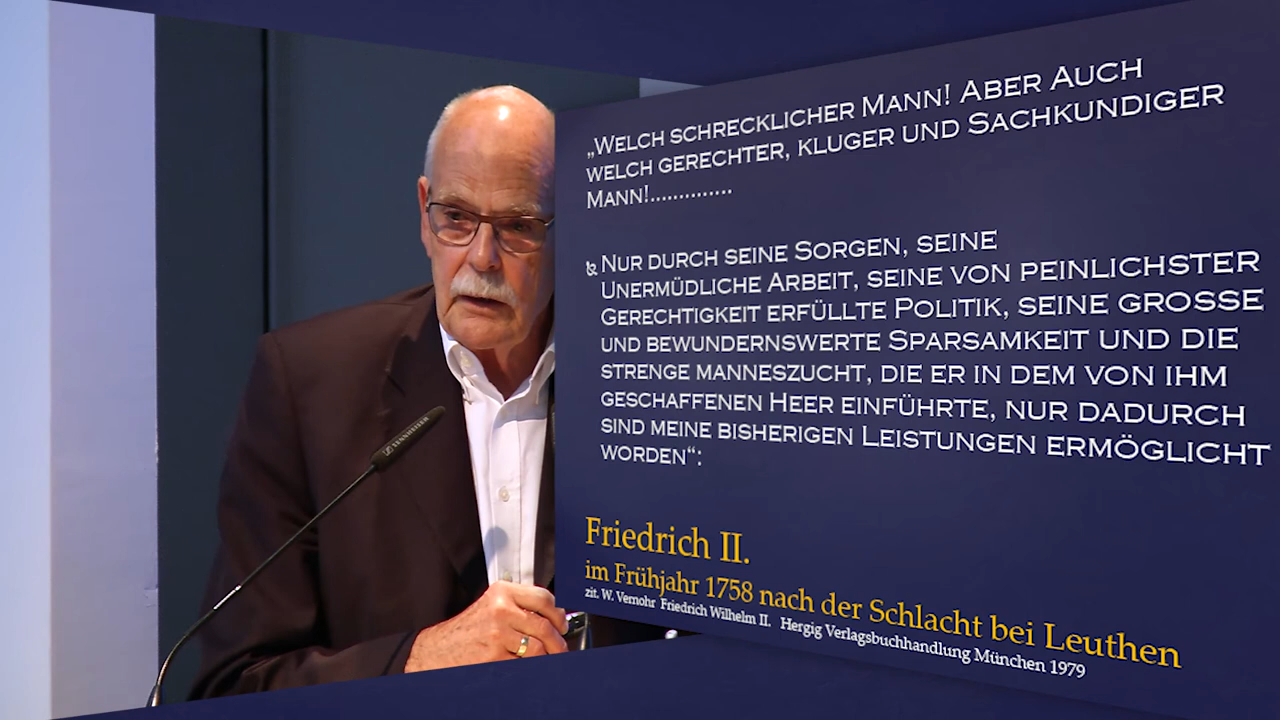 „Welch schrecklicher Mann! Aber Auch
welch gerechter, kluger und Sachkundiger
Mann!..............
& Nur durch seine Sorgen, seine
Unermüdliche Arbeit, seine von peinlichster
Gerechtigkeit erfüllte Politik, seine grosse
und bewundernswerte Sparsamkeit und die
strenge manneszucht, die er in dem von ihm
geschaffenen Heer einführte, nur dadurch
sind meine bisherigen Leistungen ermöglicht
worden“:
Friedrich II.
im Frühjahr 1758 nach der Schlacht bei Leuthen
zit. W. Vernohr Friedrich Wilhelm II. Hergig Verlagsbuchhandlung München 1979
SENNHEISER